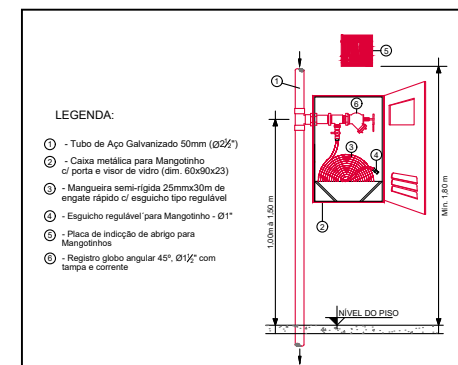 LEGENDA:
1 - Tubo de Aço Galvanizado 50mm (Ø2½")
2 - Caixa metálica para Mangotinho
c/ porta e visor de vidro (dim. 60x90x23)
3 - Mangueira semi-rígida 25mmx30m de
engate rápido c/ esguicho tipo regulável
4 - Esguicho regulável´para Mangotinho - Ø1"
5 - Placa de indicção de abrigo para
Mangotinhos
6 - Registro globo angular 45º, Ø1½" com
tampa e corrente
5
1
6
3
4
2
1,00m à 1,50 m
Mín. 1,80 m
NÍVEL DO PISO